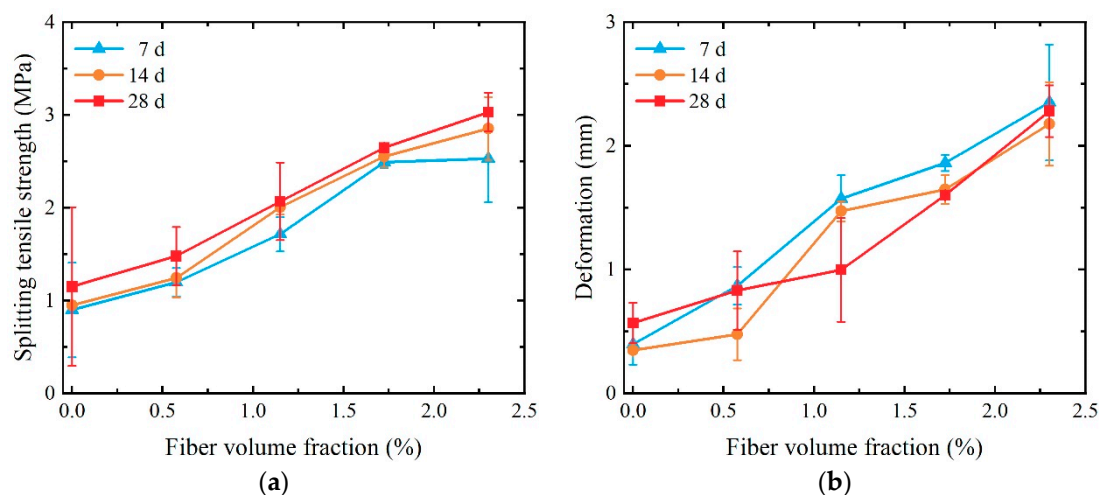 Splitting tensile strength (MPa)
4
3
2
1
0
7 d
14 d
28 d
0.0 0.5 1.0 1.5 2.0 2.5
Fiber volume fraction (%)
(a)
Deformation (mm)
3
2
1
0
7 d
14 d
28 d
0.0 0.5 1.0 1.5 2.0 2.5
Fiber volume fraction (%)
(b)